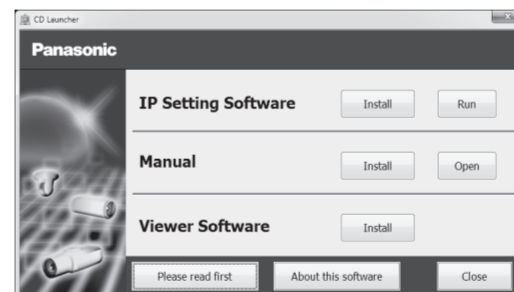 CD Launcher
Panasonic
IP Setting Software Install Run
Manual Install Open
Viewer Software Install
Please read first About this software Close